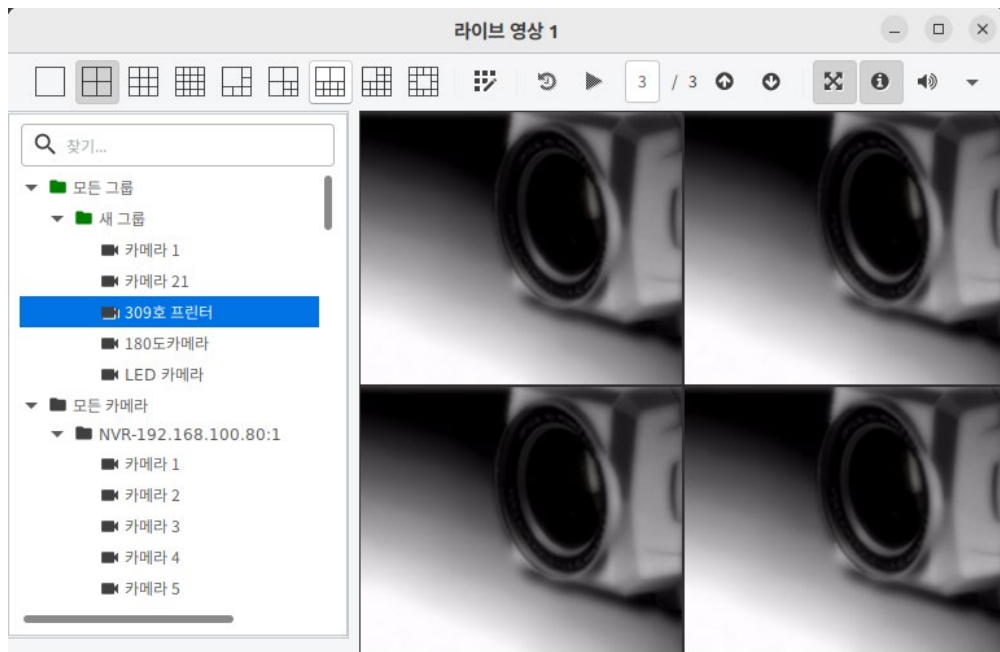 라이브 영상 1
3 / 3
찾기...
모든 그룹
새 그룹
카메라 1
카메라 21
309호 프린터
180도카메라
LED 카메라
모든 카메라
NVR-192.168.100.80:1
카메라 1
카메라 2
카메라 3
카메라 4
카메라 5